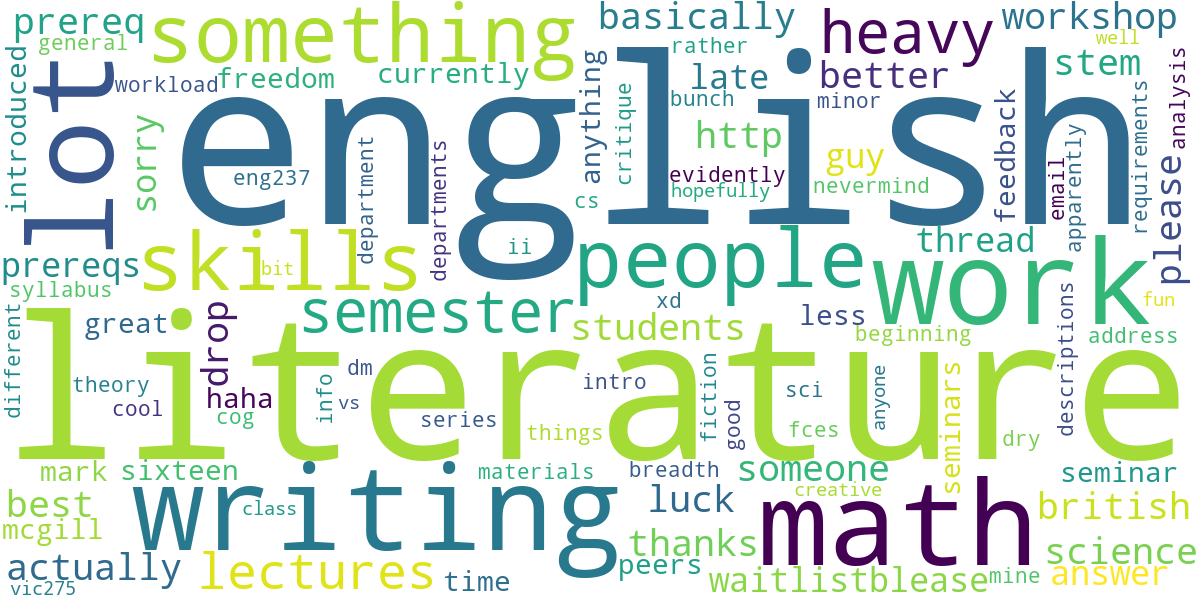 prereq
general
something
basically
heavy
workshop
well
introduced
lot
workload
freedom
currently
rather
late
better
stem
analysis
sorry
english
anything
critique
bunch
minor
http
guy
feedback
email
apparently
requirements
please
eng237
department
departments
evidently
hopefully
nevermind
cs
ii
prereqs
skills
bit
people
thread
work
syllabus
semester
xd
less
fun
different
great
drop
students
beginning
descriptions
address
literature
theory
cool
haha
cog
info
dm
vs
series
intro
things
fiction
good
sci
anyone
fces
seminars
dry
mark
sixteen
materials
breadth
someone
creative
seminar
best
mcgill
writing
class
luck
math
british
actually
vic275
lectures
time
thanks
peers
waitlistblease
mine
science
answer